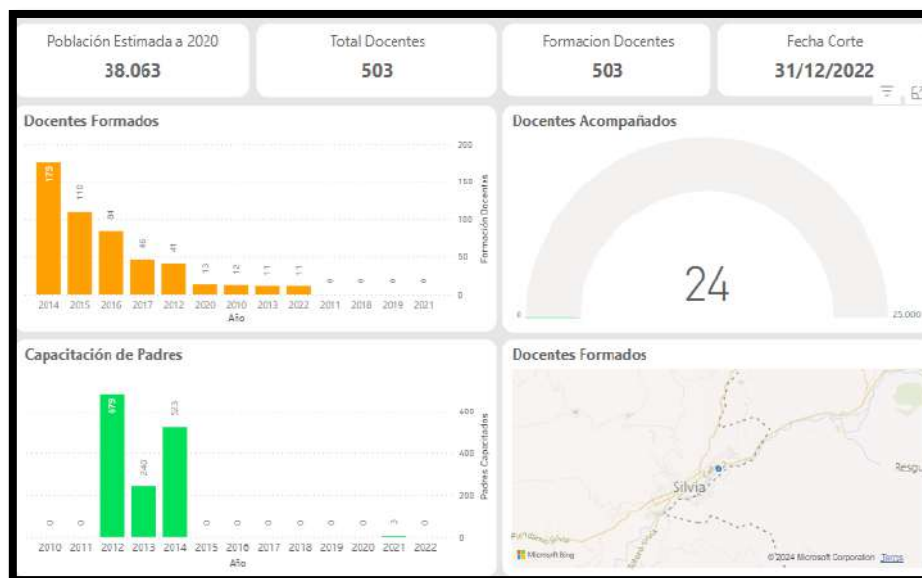 Población Estimada a 2020
38.063
Total Docentes
503
Formacion Docentes
503
Fecha Corte
31/12/2022
Docentes Formados
175 110 84 46 41 13 12 11 11 0 0 0 0
200
150
100
50
0
Formación Docentes
2014 2015 2016 2017 2012 2020 2010 2013 2022 2011 2018 2019 2021
Año
Docentes Acompañados
24
0
25.000
Capacitación de Padres
0 0 679 240 523 0 0 0 0 0 0 3 0
600
400
200
0
Padres Capacitados
2010 2011 2012 2013 2014 2015 2016 2017 2018 2019 2020 2021 2022
Año
Docentes Formados
Silvia
Resgu
Microsoft Bing
© 2024 Microsoft Corporation Terms